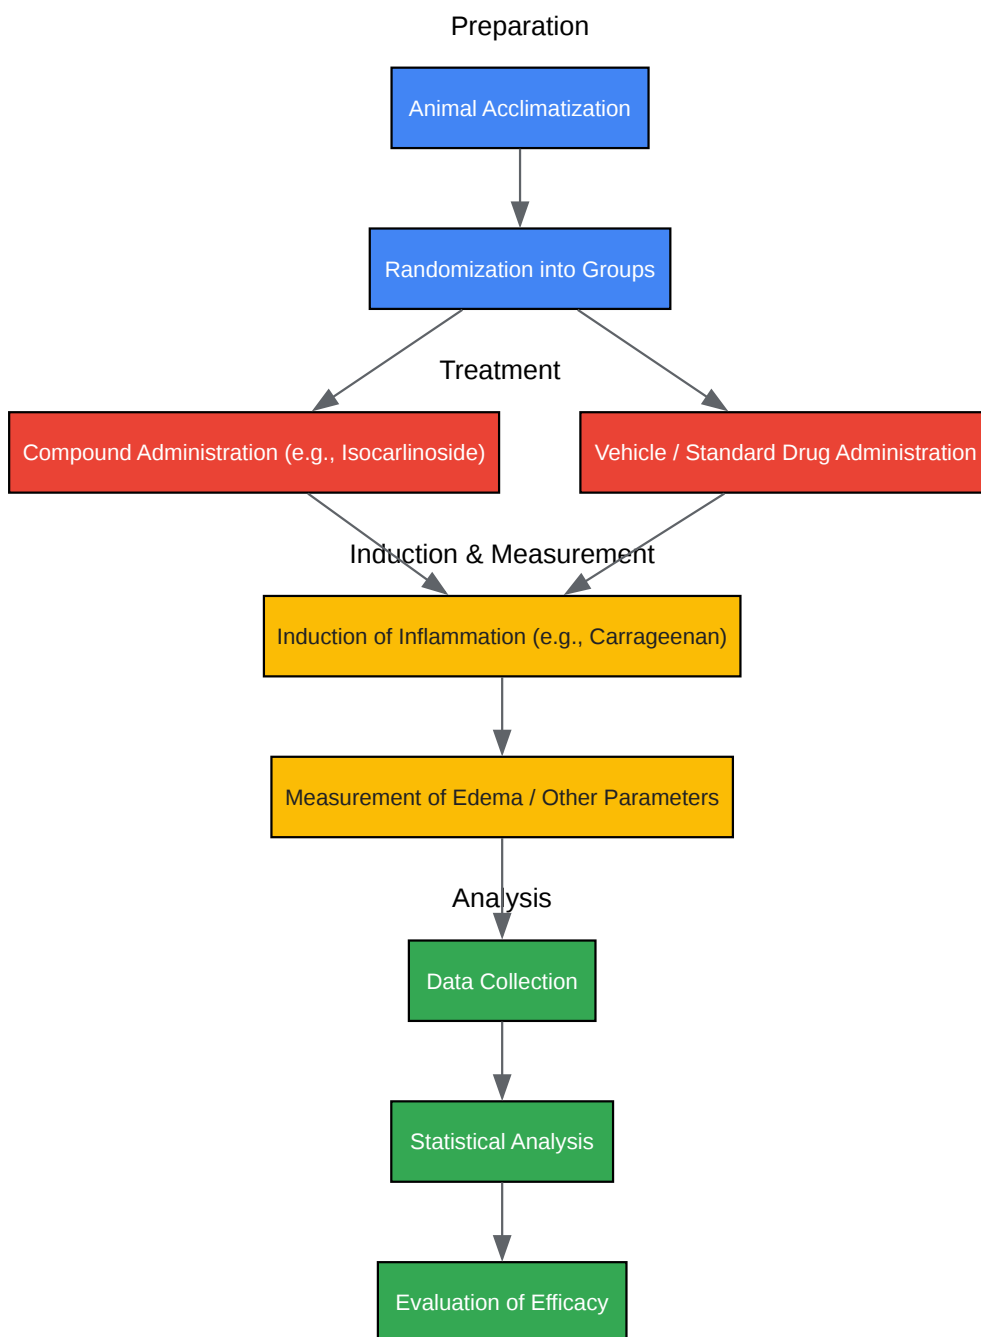 Preparation
Animal Acclimatization
Randomization into Groups
Treatment
Compound Administration (e.g., Isocarlinoside)
Vehicle / Standard Drug Administration
Induction & Measurement
Induction of Inflammation (e.g., Carrageenan)
Measurement of Edema / Other Parameters
Analysis
Data Collection
Statistical Analysis
Evaluation of Efficacy